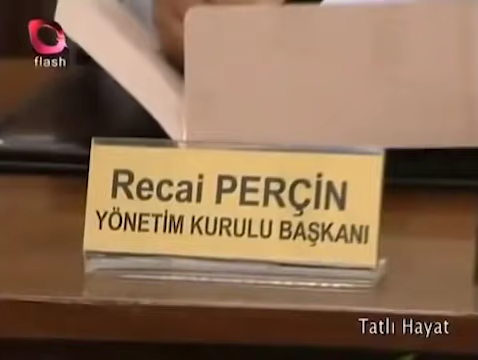 flash
Recai PERÇİN
YÖNETİM KURULU BAŞKANI
Tatlı Hayat